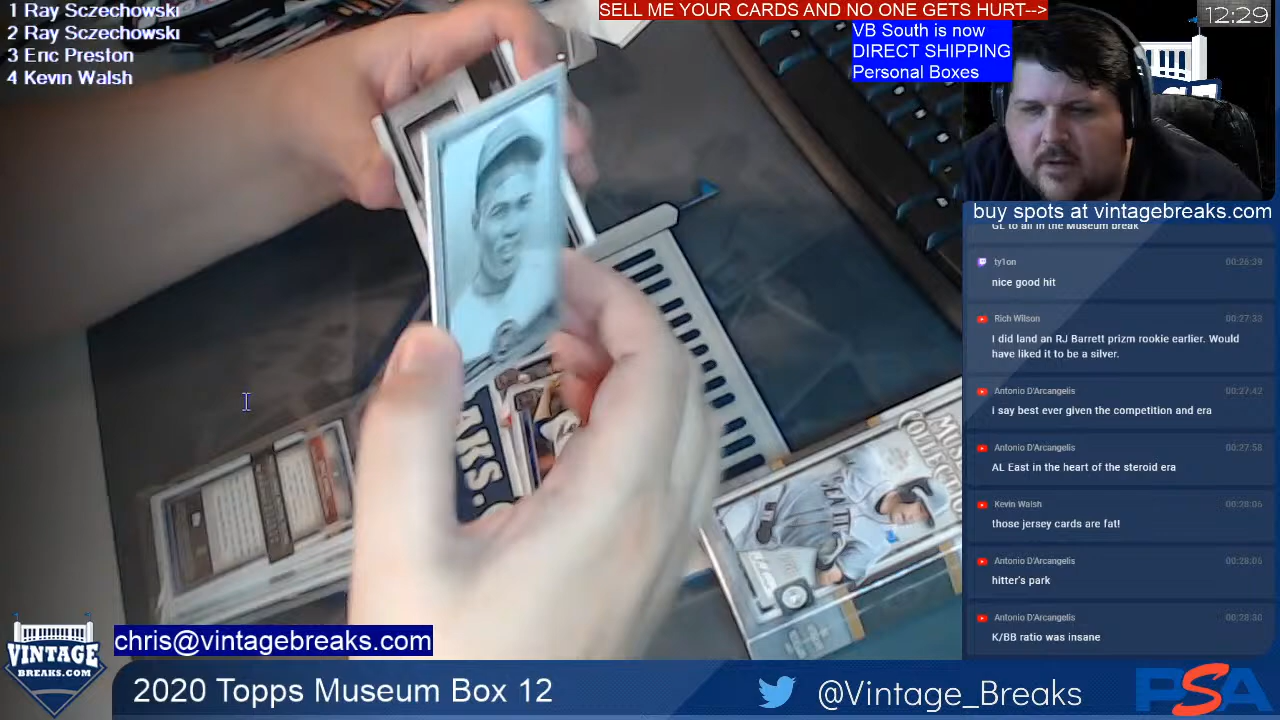 1 Ray Sczechowski
2 Ray Sczechowski
3 Eric Preston
4 Kevin Walsh
SELL ME YOUR CARDS AND NO ONE GETS HURT-->
VB South is now
DIRECT SHIPPING
Personal Boxes
12:29
buy spots at vintagebreaks.com
GL to all in the Museum break
ty1on 00:26:39
nice good hit
Rich Wilson 00:27:33
I did land an RJ Barrett prizm rookie earlier. Would
have liked it to be a silver.
Antonio D'Arcangelis 00:27:42
i say best ever given the competition and era
Antonio D'Arcangelis 00:27:58
AL East in the heart of the steroid era
Kevin Walsh 00:28:06
those jersey cards are fat!
Antonio D'Arcangelis 00:28:06
hitter's park
Antonio D'Arcangelis 00:28:30
K/BB ratio was insane
AKS.
COLLECTION
VINTAGE
BREAKS.COM
chris@vintagebreaks.com
2020 Topps Museum Box 12
@Vintage_Breaks
PSA